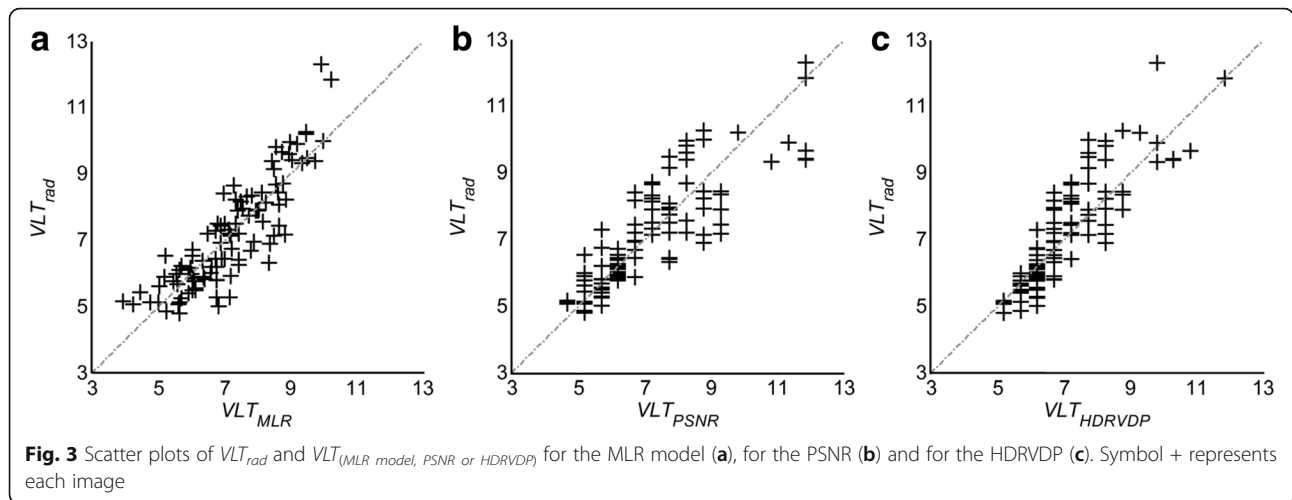 a
13
11
9
7
5
3
VLT_rad
3 5 7 9 11 13
VLT_MLR
b
13
11
9
7
5
3
VLT_rad
3 5 7 9 11 13
VLT_PSNR
c
13
11
9
7
5
3
VLT_rad
3 5 7 9 11 13
VLT_HDRVDP
Fig. 3 Scatter plots of VLT_rad and VLT_(MLR model, PSNR or HDRVDP) for the MLR model (a), for the PSNR (b) and for the HDRVDP (c). Symbol + represents
each image